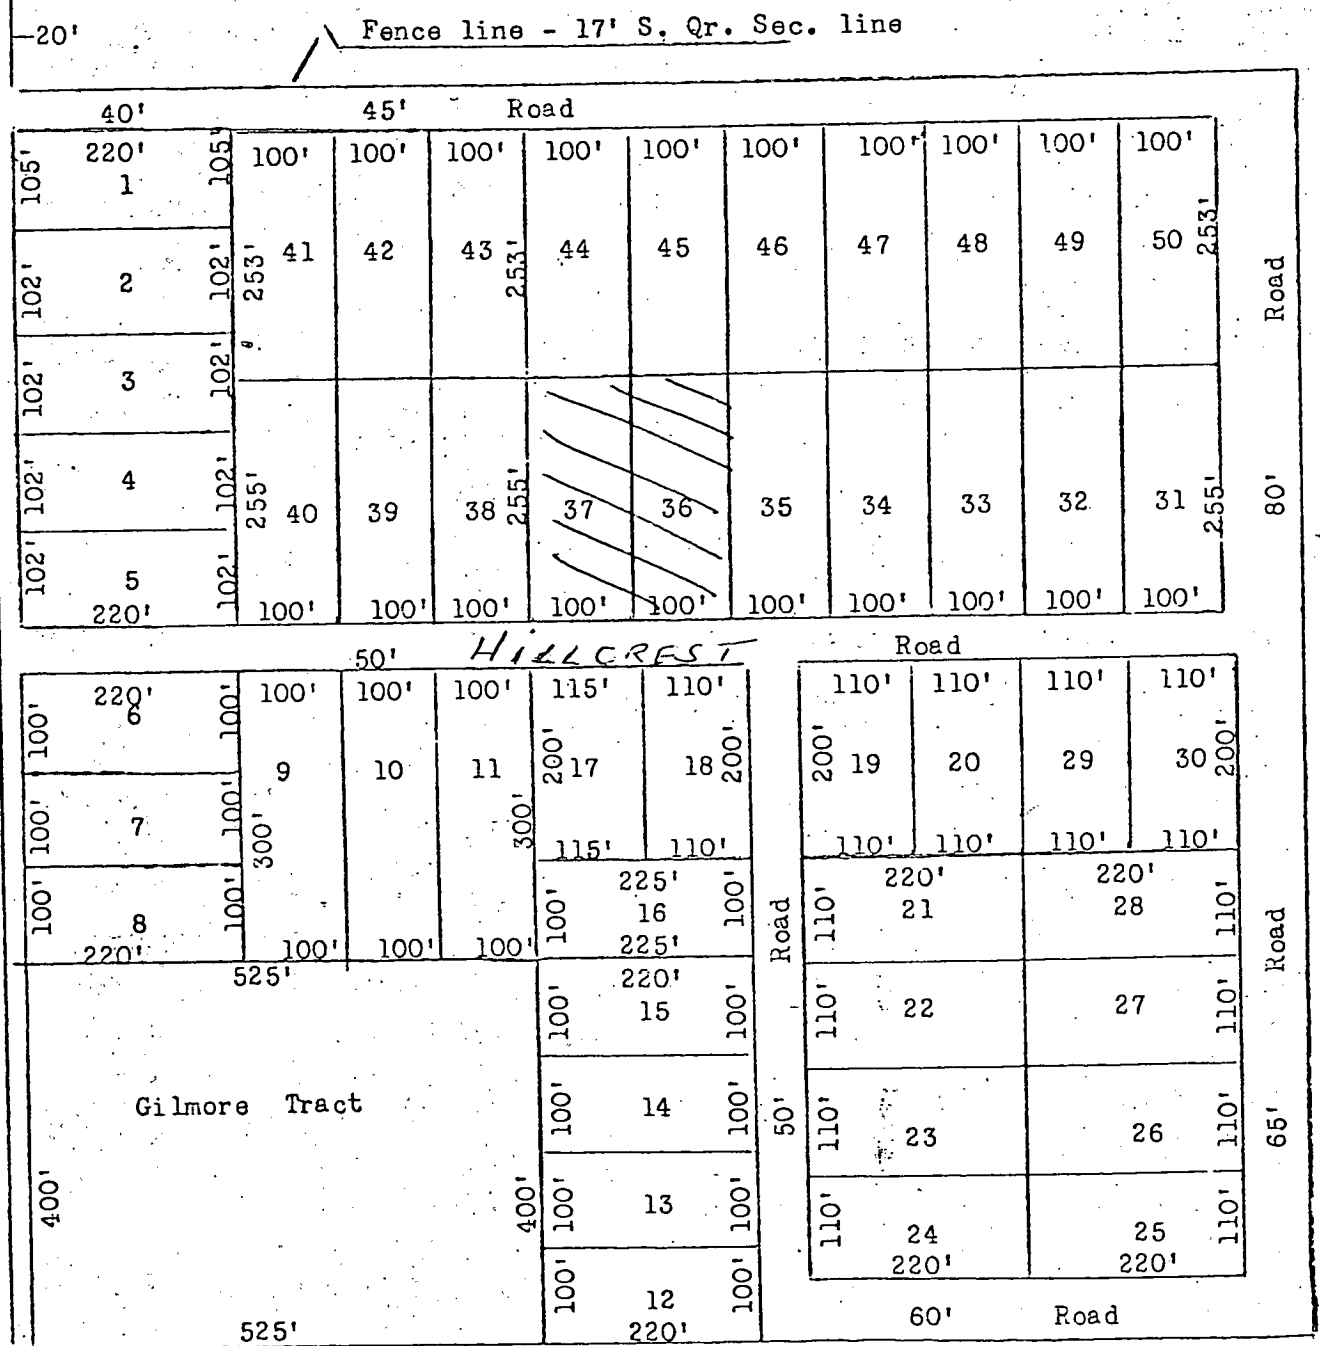 20'
Fence line - 17' S. Qr. Sec. line
40' 45' Road
220' 100' 100' 100' 100' 100' 100' 100' 100' 100' 100'
105' 1 105'
102' 2 102' 253' 41 42 43 253' 44 45 46 47 48 49 50 253'
Road
102' 3 102'
102' 4 102' 255' 40 39 38 255' 37 36 35 34 33 32 31 255' 80'
102' 5 102'
220' 100' 100' 100' 100' 100' 100' 100' 100' 100' 100'
50' HILLCREST Road
220' 100' 100' 100' 115' 110' 110' 110' 110' 110'
100' 6 100'
9 10 11 200' 17 18 200' 200' 19 20 29 30 200'
100' 7 100' 300' 300'
115' 110' 110' 110' 110' 110'
225' 220' 220'
100' 8 100' 100' 16 100' 110' 21 28 110'
220' 100' 100' 100' 225' Road Road
525' 220'
100' 15 100' 110' 22 27 110'
Gilmore Tract 100' 14 100' 50' 110' 23 26 110' 65'
400' 400' 100' 13 100' 110' 24 25 110'
220' 220'
100' 12 100'
525' 220' 60' Road